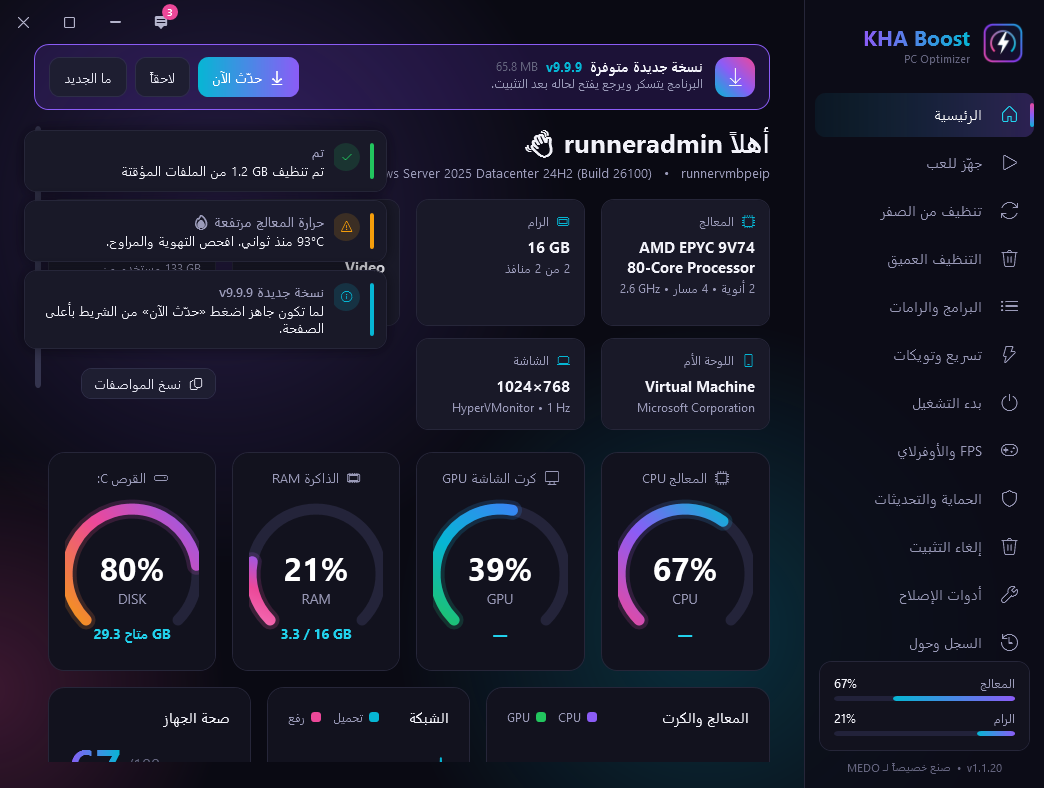 3
KHA Boost
PC Optimizer
الرئيسية
جهّز للعب
تنظيف من الصفر
التنظيف العميق
البرامج والرامات
تسريع وتويكات
بدء التشغيل
FPS والأوفرلاي
الحماية والتحديثات
إلغاء التثبيت
أدوات الإصلاح
السجل وحول
المعالج 67%
الرام 21%
v1.1.20 • صنع خصيصاً لـ MEDO
نسخة جديدة متوفرة v9.9.9 65.8 MB
البرنامج يتسكر ويرجع يفتح لحاله بعد التثبيت.
حدّث الآن
لاحقاً
ما الجديد
أهلاً runneradmin
ws Server 2025 Datacenter 24H2 (Build 26100) • runnervmbpeip
تم
تم تنظيف 1.2 GB من الملفات المؤقتة
حرارة المعالج مرتفعة
93°C منذ ثواني. افحص التهوية والمراوح.
نسخة جديدة v9.9.9
لما تكون جاهز اضغط «حدّث الآن» من الشريط بأعلى
الصفحة.
المعالج
AMD EPYC 9V74
80-Core Processor
2 أنوية • 4 مسار • 2.6 GHz
الرام
16 GB
2 من 2 منافذ
Video
133 GB مستخدم من
اللوحة الأم
Virtual Machine
Microsoft Corporation
الشاشة
1024×768
HyperVMonitor • 1 Hz
نسخ المواصفات
المعالج CPU
67%
CPU
—
كرت الشاشة GPU
39%
GPU
—
الذاكرة RAM
21%
RAM
3.3 / 16 GB
القرص C:
80%
DISK
29.3 متاح GB
المعالج والكرت
CPU
GPU
الشبكة
تحميل
رفع
صحة الجهاز
67
/100